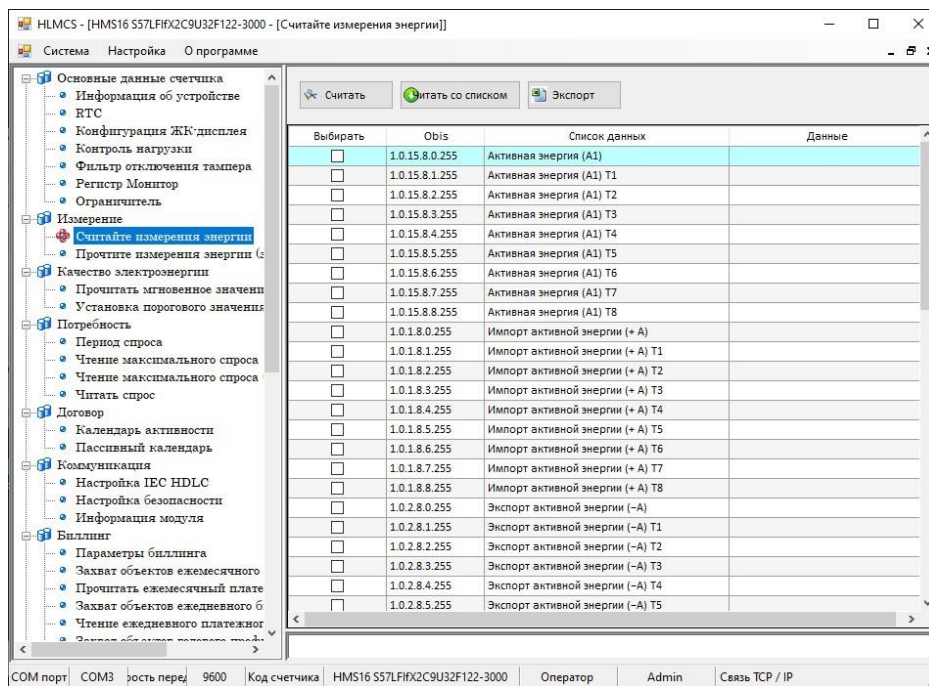 HLMCS - [HMS16 S57LFIfX2C9U32F122-3000 - [Считайте измерения энергии]]
Система Настройка О программе
Основные данные счетчика
Информация об устройстве
RTC
Конфигурация ЖК-дисплея
Контроль нагрузки
Фильтр отключения тампера
Регистр Монитор
Ограничитель
Измерение
Считайте измерения энергии
Прочтите измерения энергии (з
Качество электроэнергии
Прочитать мгновенное значени
Установка порогового значения
Потребность
Период спроса
Чтение максимального спроса
Чтение максимального спроса
Читать спрос
Договор
Календарь активности
Пассивный календарь
Коммуникация
Настройка IEC HDLC
Настройка безопасности
Информация модуля
Биллинг
Параметры биллинга
Захват объектов ежемесячного
Прочитать ежемесячный плате
Захват объектов ежедневного б
Чтение ежедневного платежног
Считать итать со списком Экспорт
Выбирать Obis Список данных Данные
1.0.15.8.0.255 Активная энергия (A1)
1.0.15.8.1.255 Активная энергия (A1) T1
1.0.15.8.2.255 Активная энергия (A1) T2
1.0.15.8.3.255 Активная энергия (A1) T3
1.0.15.8.4.255 Активная энергия (A1) T4
1.0.15.8.5.255 Активная энергия (A1) T5
1.0.15.8.6.255 Активная энергия (A1) T6
1.0.15.8.7.255 Активная энергия (A1) T7
1.0.15.8.8.255 Активная энергия (A1) T8
1.0.1.8.0.255 Импорт активной энергии (+ A)
1.0.1.8.1.255 Импорт активной энергии (+ A) T1
1.0.1.8.2.255 Импорт активной энергии (+ A) T2
1.0.1.8.3.255 Импорт активной энергии (+ A) T3
1.0.1.8.4.255 Импорт активной энергии (+ A) T4
1.0.1.8.5.255 Импорт активной энергии (+ A) T5
1.0.1.8.6.255 Импорт активной энергии (+ A) T6
1.0.1.8.7.255 Импорт активной энергии (+ A) T7
1.0.1.8.8.255 Импорт активной энергии (+ A) T8
1.0.2.8.0.255 Экспорт активной энергии (−A)
1.0.2.8.1.255 Экспорт активной энергии (−A) T1
1.0.2.8.2.255 Экспорт активной энергии (−A) T2
1.0.2.8.3.255 Экспорт активной энергии (−A) T3
1.0.2.8.4.255 Экспорт активной энергии (−A) T4
1.0.2.8.5.255 Экспорт активной энергии (−A) T5
COM порт COM3 рость перед 9600 Код счетчика HMS16 S57LFIfX2C9U32F122-3000 Оператор Admin Связь TCP / IP